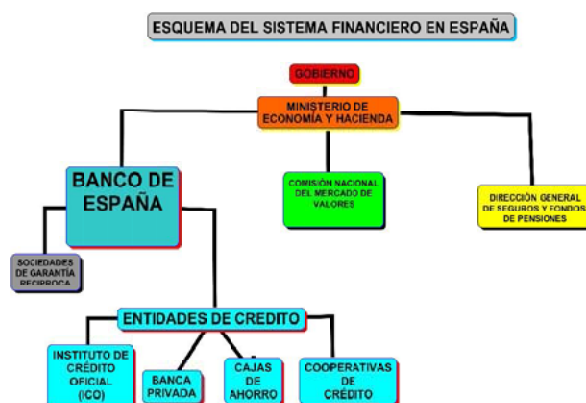 ESQUEMA DEL SISTEMA FINANCIERO EN ESPAÑA
GOBIERNO
MINISTERIO DE
ECONOMÍA Y HACIENDA
BANCO DE
ESPAÑA
COMISIÓN NACIONAL
DEL MERCADO DE
VALORES
DIRECCIÓN GENERAL
DE SEGUROS Y FONDOS
DE PENSIONES
SOCIEDADES
DE GARANTÍA
RECIPROCA
ENTIDADES DE CREDITO
INSTITUTO DE
CRÉDITO
OFICIAL
(ICO)
BANCA
PRIVADA
CAJAS
DE
AHORRO
COOPERATIVAS
DE
CRÉDITO